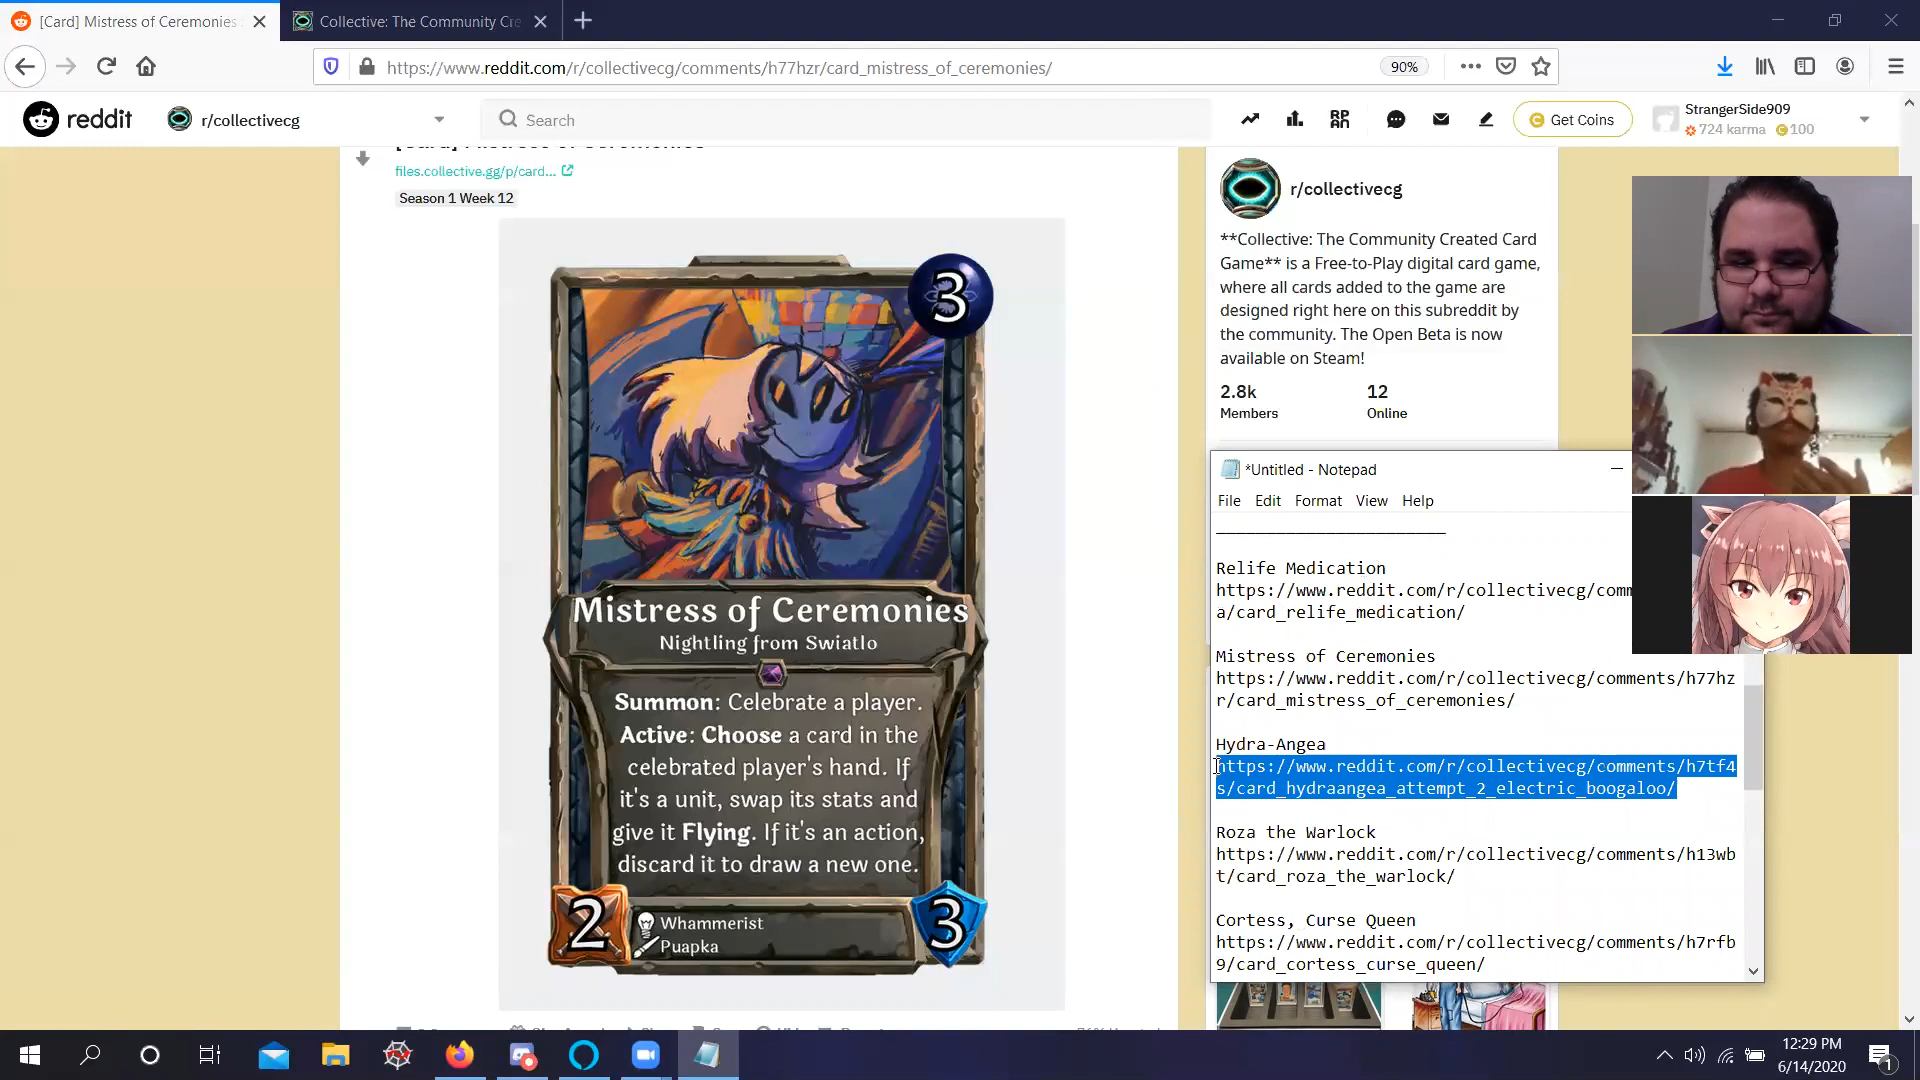 [Card] Mistress of Ceremonies
Collective: The Community Cre
https://www.reddit.com/r/collectivecg/comments/h77hzr/card_mistress_of_ceremonies/
90%
reddit
r/collectivecg
Search
Get Coins
StrangerSide909
724 karma 100
[Card] Mistress of Ceremonies
files.collective.gg/p/card...
Season 1 Week 12
3
Mistress of Ceremonies
Nightling from Swiatlo
Summon: Celebrate a player.
Active: Choose a card in the
celebrated player's hand. If
it's a unit, swap its stats and
give it Flying. If it's an action,
discard it to draw a new one.
2
Whammerist
Puapka
3
r/collectivecg
**Collective: The Community Created Card
Game** is a Free-to-Play digital card game,
where all cards added to the game are
designed right here on this subreddit by
the community. The Open Beta is now
available on Steam!
2.8k
Members
12
Online
*Untitled - Notepad
File Edit Format View Help
_______________________
Relife Medication
https://www.reddit.com/r/collectivecg/comm
a/card_relife_medication/
Mistress of Ceremonies
https://www.reddit.com/r/collectivecg/comments/h77hz
r/card_mistress_of_ceremonies/
Hydra-Angea
https://www.reddit.com/r/collectivecg/comments/h7tf4
s/card_hydraangea_attempt_2_electric_boogaloo/
Roza the Warlock
https://www.reddit.com/r/collectivecg/comments/h13wb
t/card_roza_the_warlock/
Cortess, Curse Queen
https://www.reddit.com/r/collectivecg/comments/h7rfb
9/card_cortess_curse_queen/
12:29 PM
6/14/2020
1